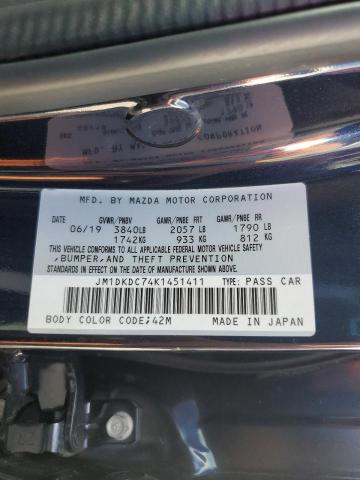 MFD. BY MAZDA MOTOR CORPORATION
GVWR/PNBV GAWR/PNBE FRT GAWR/PNBE RR
06/19 3840LB 2057 LB 1790 LB
1742KG 933 KG 812 KG
THIS VEHICLE CONFORMS TO ALL APPLICABLE FEDERAL MOTOR VEHICLE SAFETY
,BUMPER,AND THEFT PREVENTION
STANDARDS IN EFFECT ON THE DATE OF MANUFACTURE SHOWN ABOVE.
JM1DKDC74K1451411 TYPE: PASS CAR
BODY COLOR CODE:42M MADE IN JAPAN